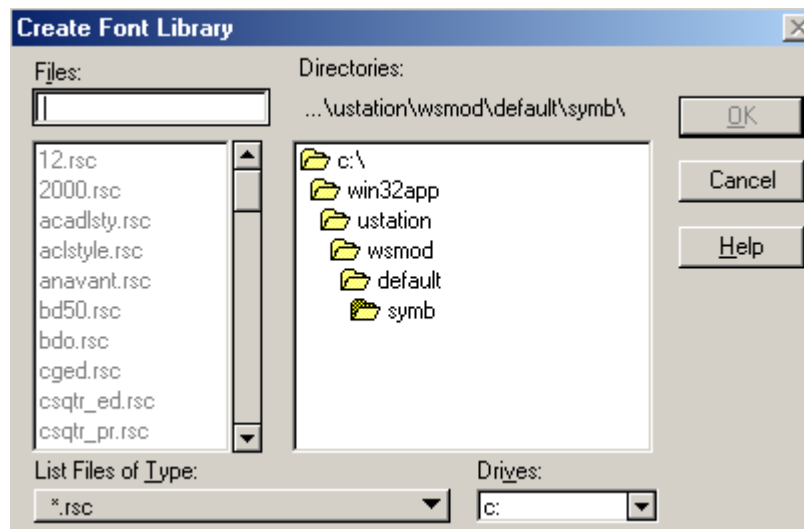 Create Font Library
Files:
Directories:
...\ustation\wsmod\default\symb\
OK
12.rsc
2000.rsc
acadlsty.rsc
aclstyle.rsc
anavant.rsc
bd50.rsc
bdo.rsc
cged.rsc
csqtr_ed.rsc
csqtr_pr.rsc
c:\
win32app
ustation
wsmod
default
symb
Cancel
Help
List Files of Type:
*.rsc
Drives:
c: